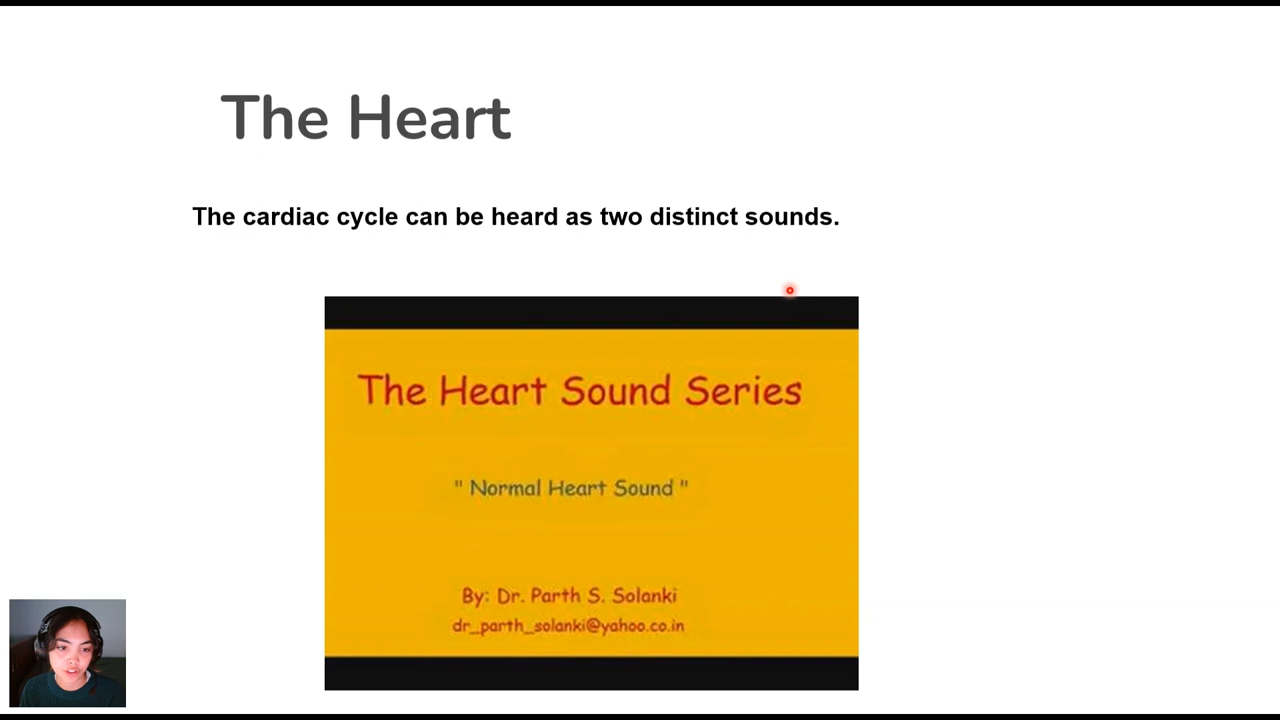 The Heart
The cardiac cycle can be heard as two distinct sounds.
The Heart Sound Series
" Normal Heart Sound "
By: Dr. Parth S. Solanki
dr_parth_solanki@yahoo.co.in